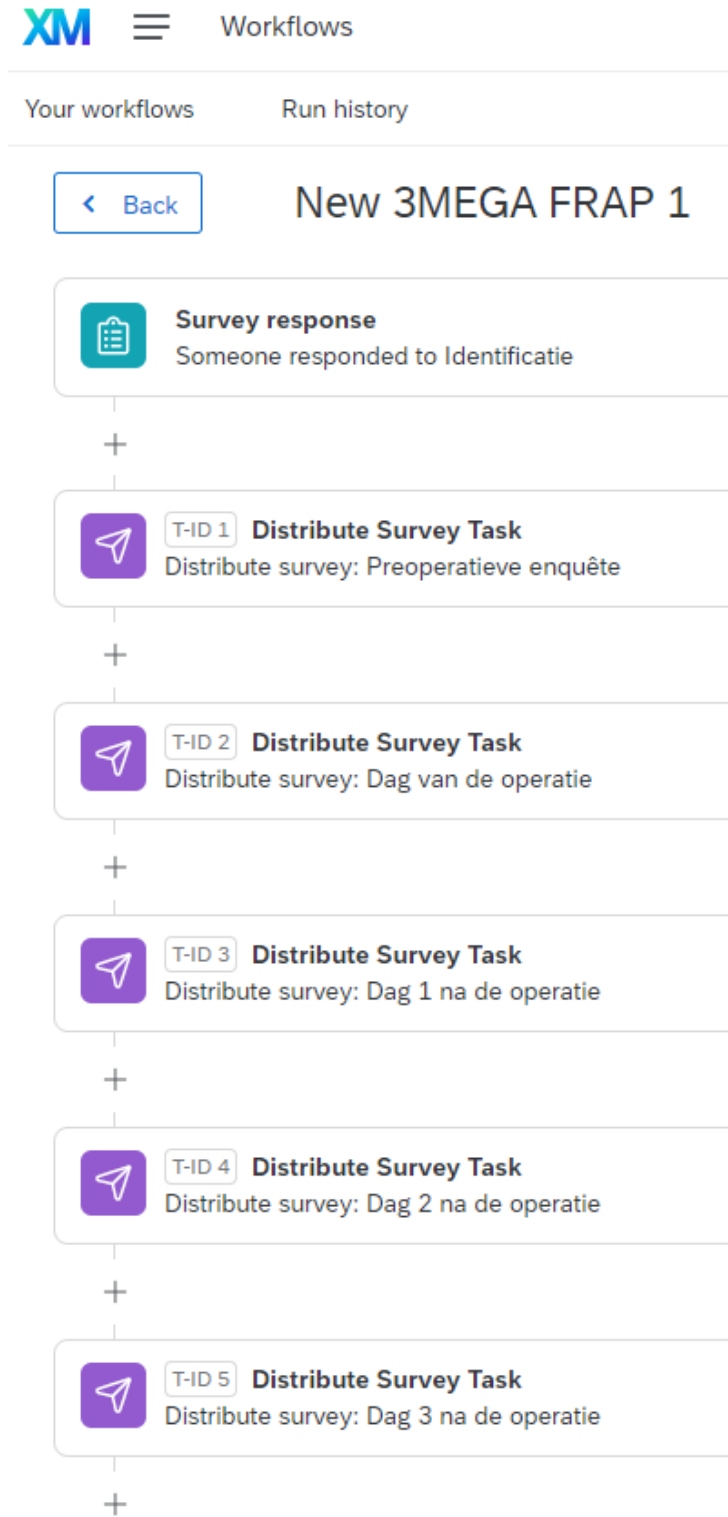 XM Workflows
Your workflows Run history
Back New 3MEGA FRAP 1
Survey response
Someone responded to Identificatie
T-ID 1 Distribute Survey Task
Distribute survey: Preoperatieve enquête
T-ID 2 Distribute Survey Task
Distribute survey: Dag van de operatie
T-ID 3 Distribute Survey Task
Distribute survey: Dag 1 na de operatie
T-ID 4 Distribute Survey Task
Distribute survey: Dag 2 na de operatie
T-ID 5 Distribute Survey Task
Distribute survey: Dag 3 na de operatie